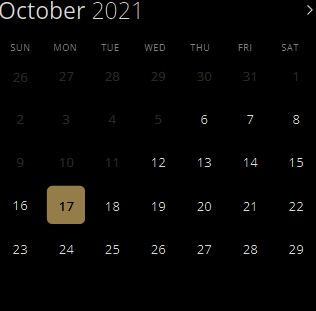 October 2021
SUN MON TUE WED THU FRI SAT
26 27 28 29 30 31 1
2 3 4 5 6 7 8
9 10 11 12 13 14 15
16 17 18 19 20 21 22
23 24 25 26 27 28 29